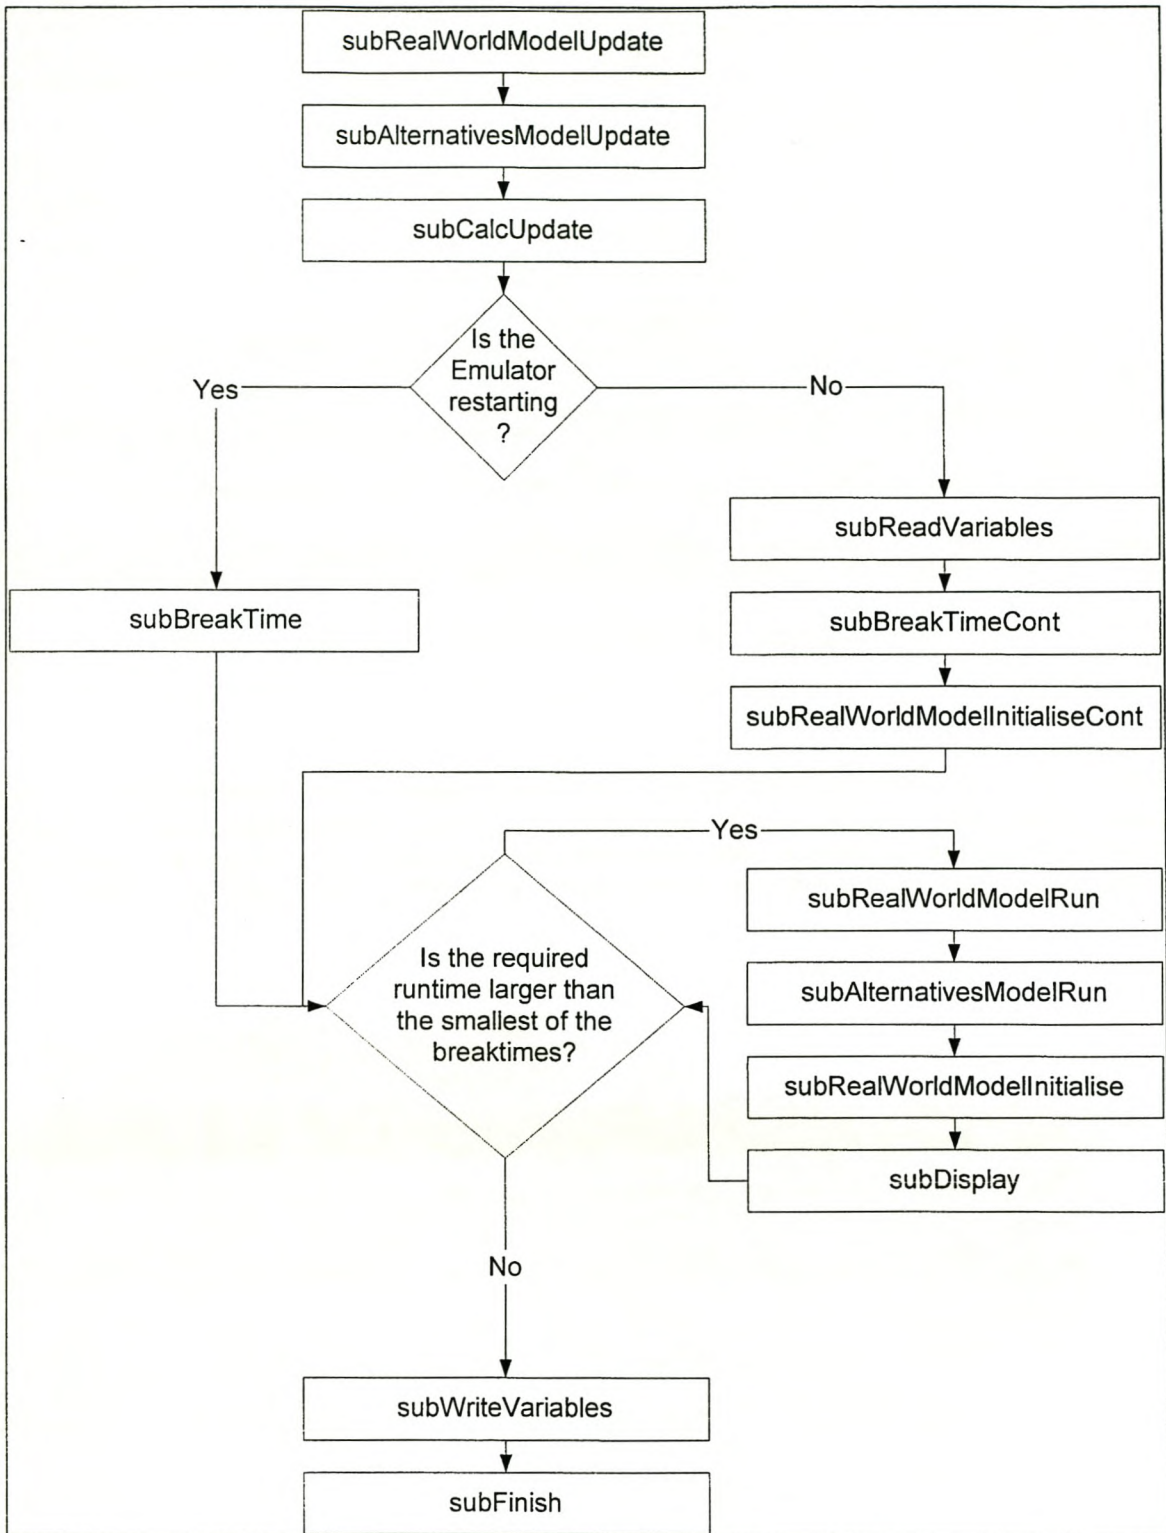 subRealWorldModelUpdate
subAlternativesModelUpdate
subCalcUpdate
Is the
Emulator
restarting
?
Yes
No
subReadVariables
subBreakTime
subBreakTimeCont
subRealWorldModelInitialiseCont
Yes
subRealWorldModelRun
Is the required
runtime larger than
the smallest of the
breaktimes?
subAlternativesModelRun
subRealWorldModelInitialise
subDisplay
No
subWriteVariables
subFinish